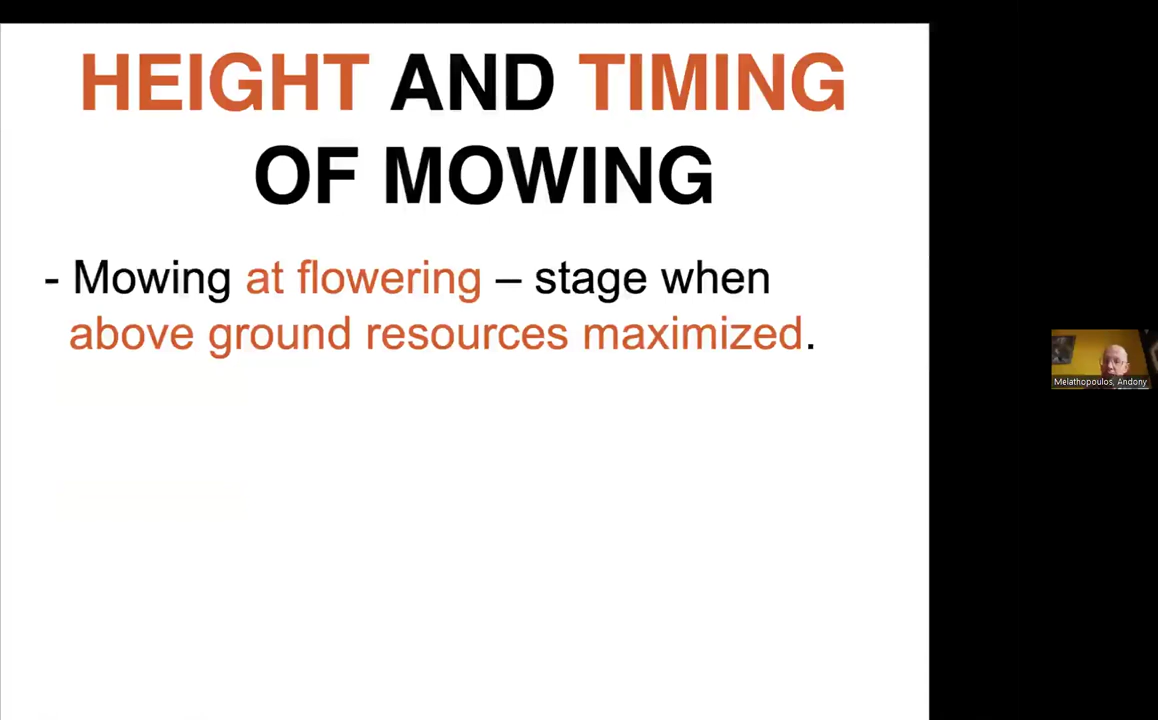 HEIGHT AND TIMING
OF MOWING
- Mowing at flowering – stage when
above ground resources maximized.
Melathopoulos, Andony